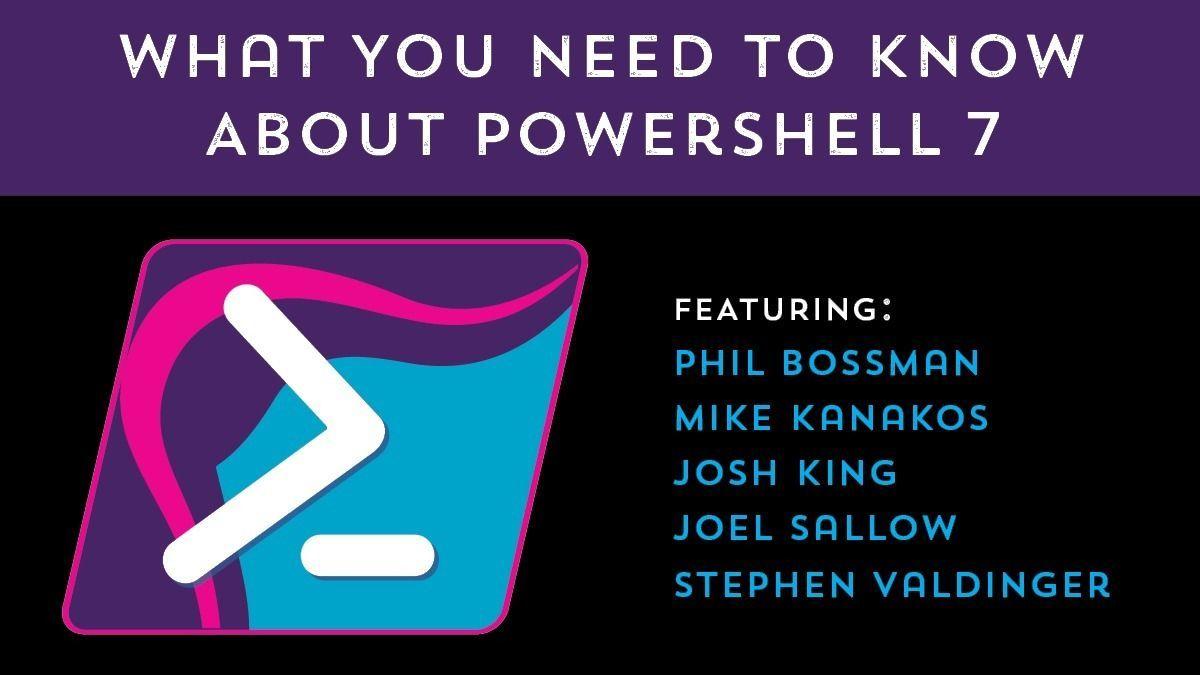 WHAT YOU NEED TO KNOW
ABOUT POWERSHELL 7
FEATURING:
PHIL BOSSMAN
MIKE KANAKOS
JOSH KING
JOEL SALLOW
STEPHEN VALDINGER